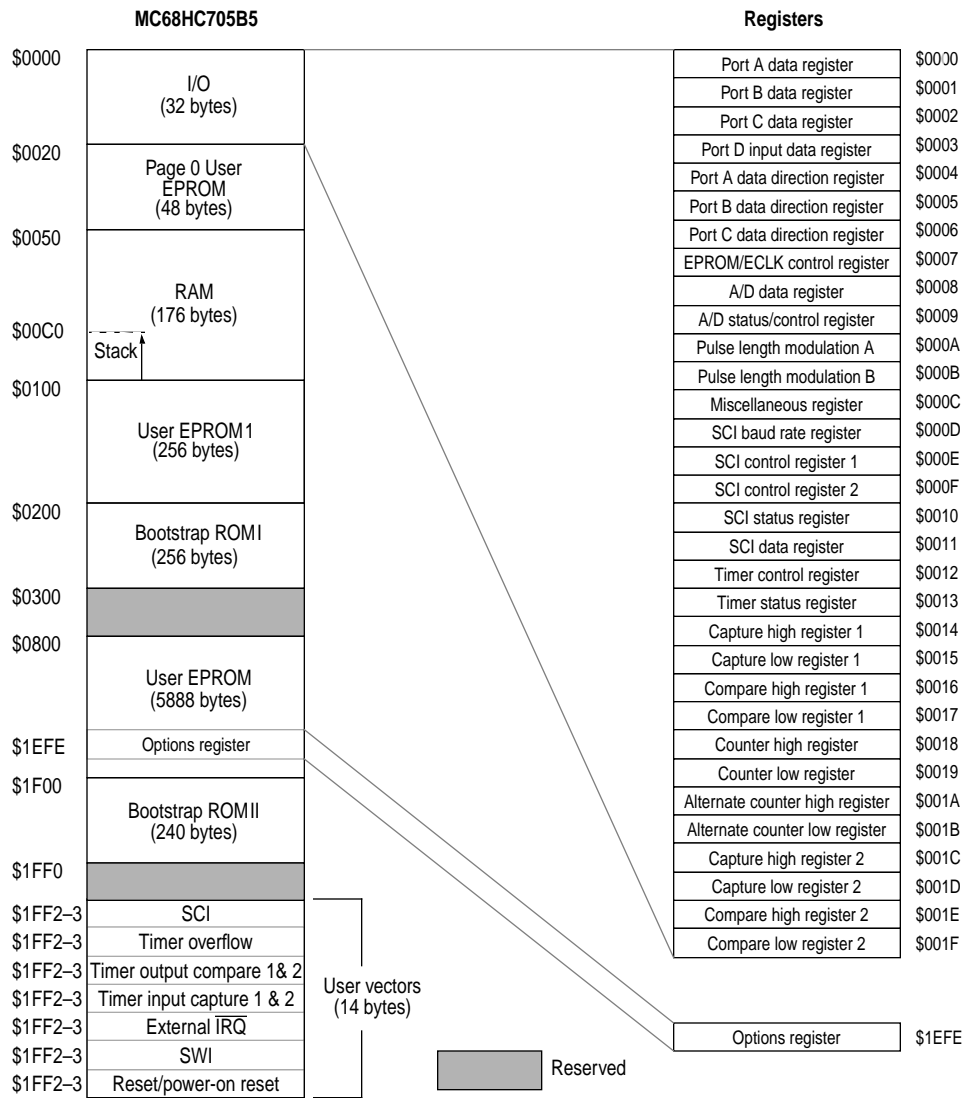 MC68HC705B5
Registers
$0000
I/O
(32 bytes)
$0020
Page 0 User
EPROM
(48 bytes)
$0050
RAM
(176 bytes)
$00C0
Stack
$0100
User EPROM1
(256 bytes)
$0200
Bootstrap ROMI
(256 bytes)
$0300
$0800
User EPROM
(5888 bytes)
$1EFE Options register
$1F00
Bootstrap ROMII
(240 bytes)
$1FF0
$1FF2–3 SCI
$1FF2–3 Timer overflow
$1FF2–3 Timer output compare 1& 2
$1FF2–3 Timer input capture 1 & 2
$1FF2–3 External IRQ
$1FF2–3 SWI
$1FF2–3 Reset/power-on reset
User vectors
(14 bytes)
Reserved
Port A data register $0000
Port B data register $0001
Port C data register $0002
Port D input data register $0003
Port A data direction register $0004
Port B data direction register $0005
Port C data direction register $0006
EPROM/ECLK control register $0007
A/D data register $0008
A/D status/control register $0009
Pulse length modulation A $000A
Pulse length modulation B $000B
Miscellaneous register $000C
SCI baud rate register $000D
SCI control register 1 $000E
SCI control register 2 $000F
SCI status register $0010
SCI data register $0011
Timer control register $0012
Timer status register $0013
Capture high register 1 $0014
Capture low register 1 $0015
Compare high register 1 $0016
Compare low register 1 $0017
Counter high register $0018
Counter low register $0019
Alternate counter high register $001A
Alternate counter low register $001B
Capture high register 2 $001C
Capture low register 2 $001D
Compare high register 2 $001E
Compare low register 2 $001F
Options register $1EFE